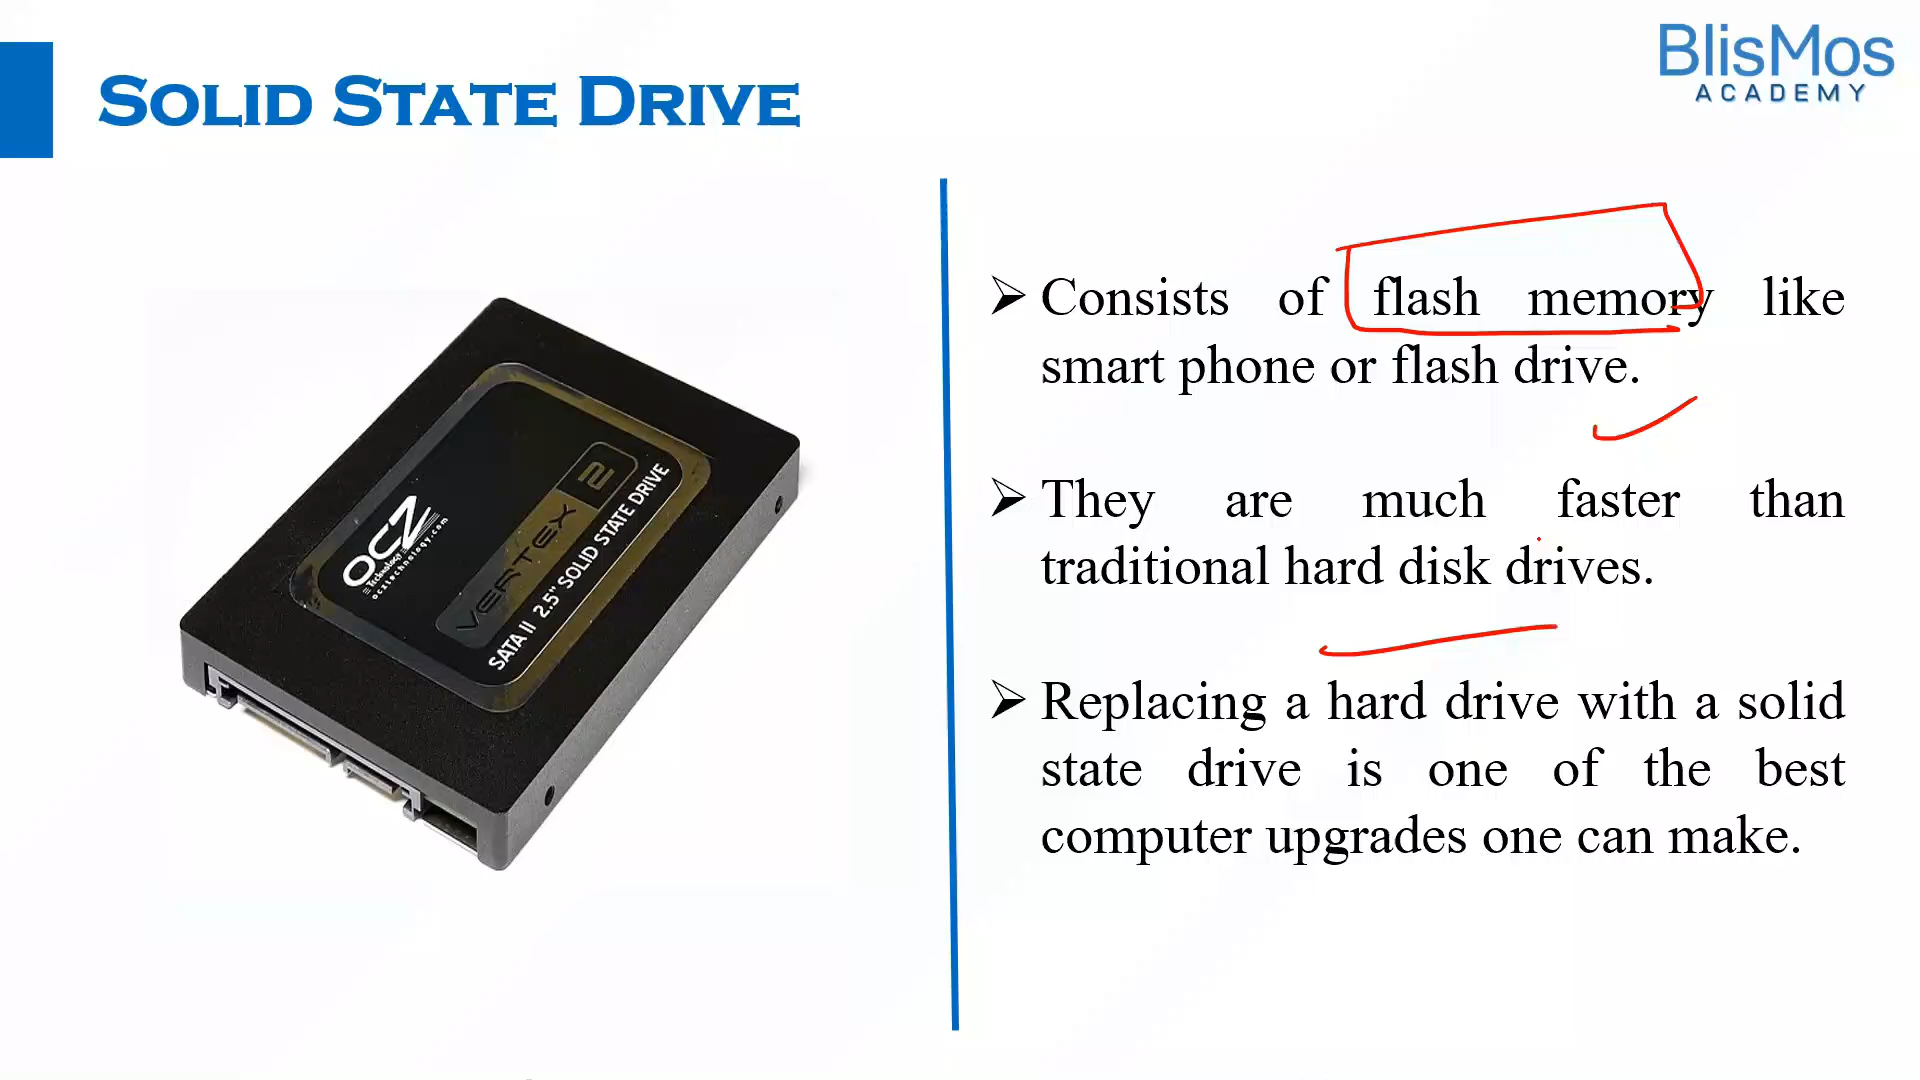 SOLID STATE DRIVE
BlisMos
ACADEMY
OCZ
Technology
ocztechnology.com
VERTEX 2
SATA II 2.5" SOLID STATE DRIVE
➢ Consists of flash memory like
smart phone or flash drive.
➢ They are much faster than
traditional hard disk drives.
➢ Replacing a hard drive with a solid
state drive is one of the best
computer upgrades one can make.